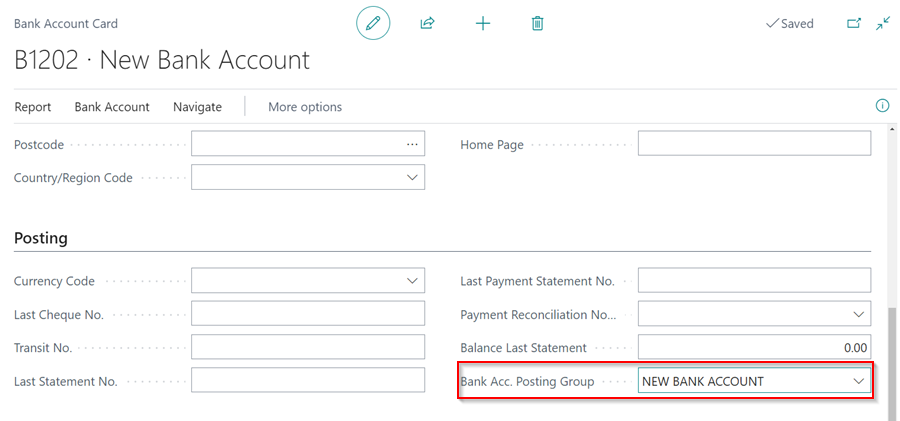 Bank Account Card
Saved
B1202 · New Bank Account
Report Bank Account Navigate More options
Postcode Home Page
Country/Region Code
Posting
Currency Code Last Payment Statement No.
Last Cheque No. Payment Reconciliation No...
Transit No. Balance Last Statement 0.00
Last Statement No. Bank Acc. Posting Group NEW BANK ACCOUNT